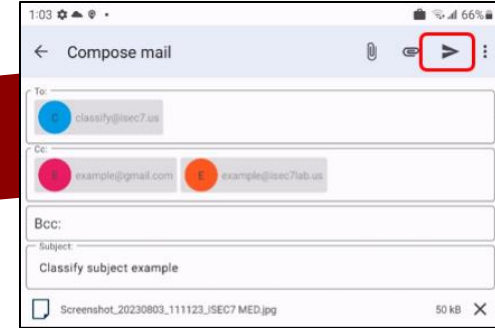 1:03
66%
Compose mail
To:
C classify@isec7.us
Cc:
E example@gmail.com E example@isec7lab.us
Bcc:
Subject:
Classify subject example
Screenshot_20230803_111123_ISEC7 MED.jpg 50 kB